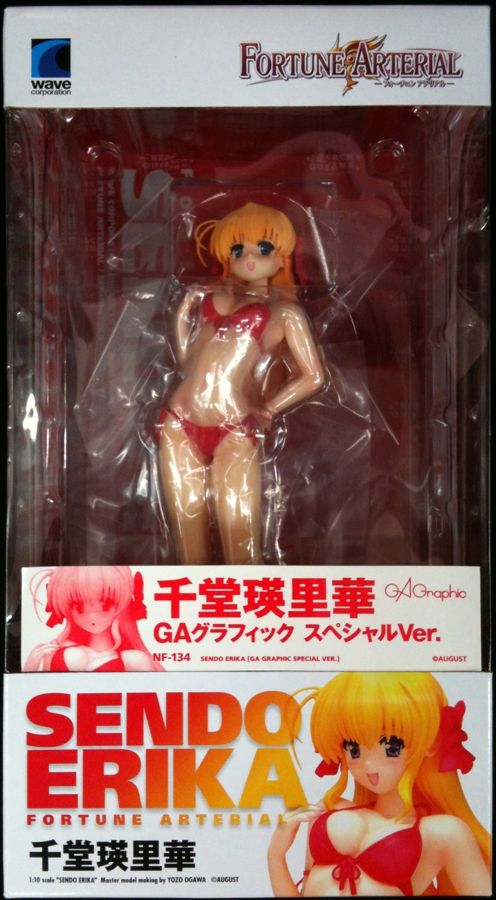 wave
corporation
FORTUNE ARTERIAL
フォーチュン アテリアル
千堂瑛里華
GA Graphic
GAグラフィック スペシャルVer.
NF-134 SENDO ERIKA [GA GRAPHIC SPECIAL VER.] ©AUGUST
SENDO
ERIKA
FORTUNE ARTERIAL
千堂瑛里華
1:10 scale "SENDO ERIKA" Master model making by YOZO OGAWA ©AUGUST